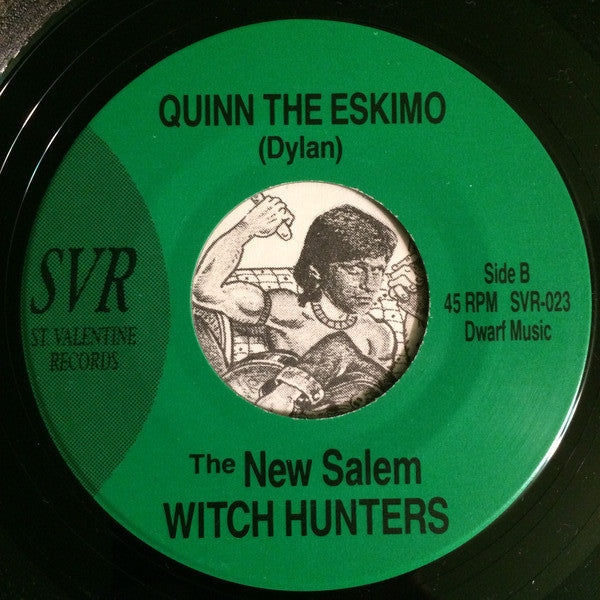 QUINN THE ESKIMO
(Dylan)
SVR
ST. VALENTINE
RECORDS
Side B
45 RPM SVR-023
Dwarf Music
The New Salem
WITCH HUNTERS